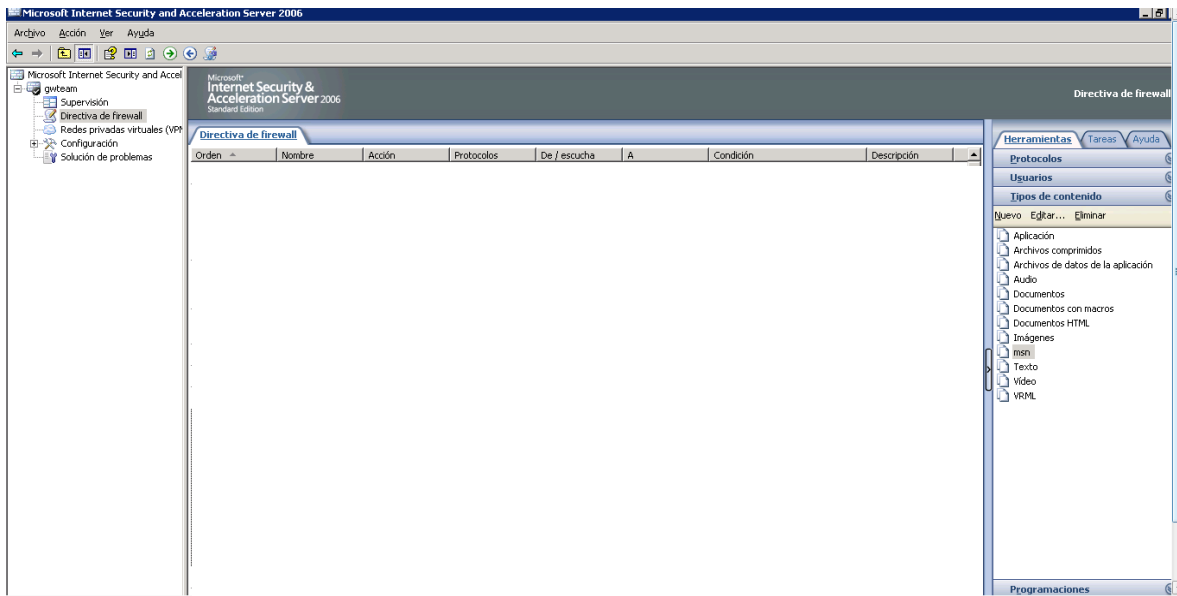 Microsoft Internet Security and Acceleration Server 2006
Archivo Acción Ver Ayuda
Microsoft Internet Security and Accel
gwteam
Supervisión
Directiva de firewall
Redes privadas virtuales (VPN
Configuración
Solución de problemas
Microsoft
Internet Security &
Acceleration Server 2006
Standard Edition
Directiva de firewall
Directiva de firewall
Orden Nombre Acción Protocolos De / escucha A Condición Descripción
Herramientas Tareas Ayuda
Protocolos
Usuarios
Tipos de contenido
Nuevo Editar... Eliminar
Aplicación
Archivos comprimidos
Archivos de datos de la aplicación
Audio
Documentos
Documentos con macros
Documentos HTML
Imágenes
msn
Texto
Vídeo
VRML
Programaciones